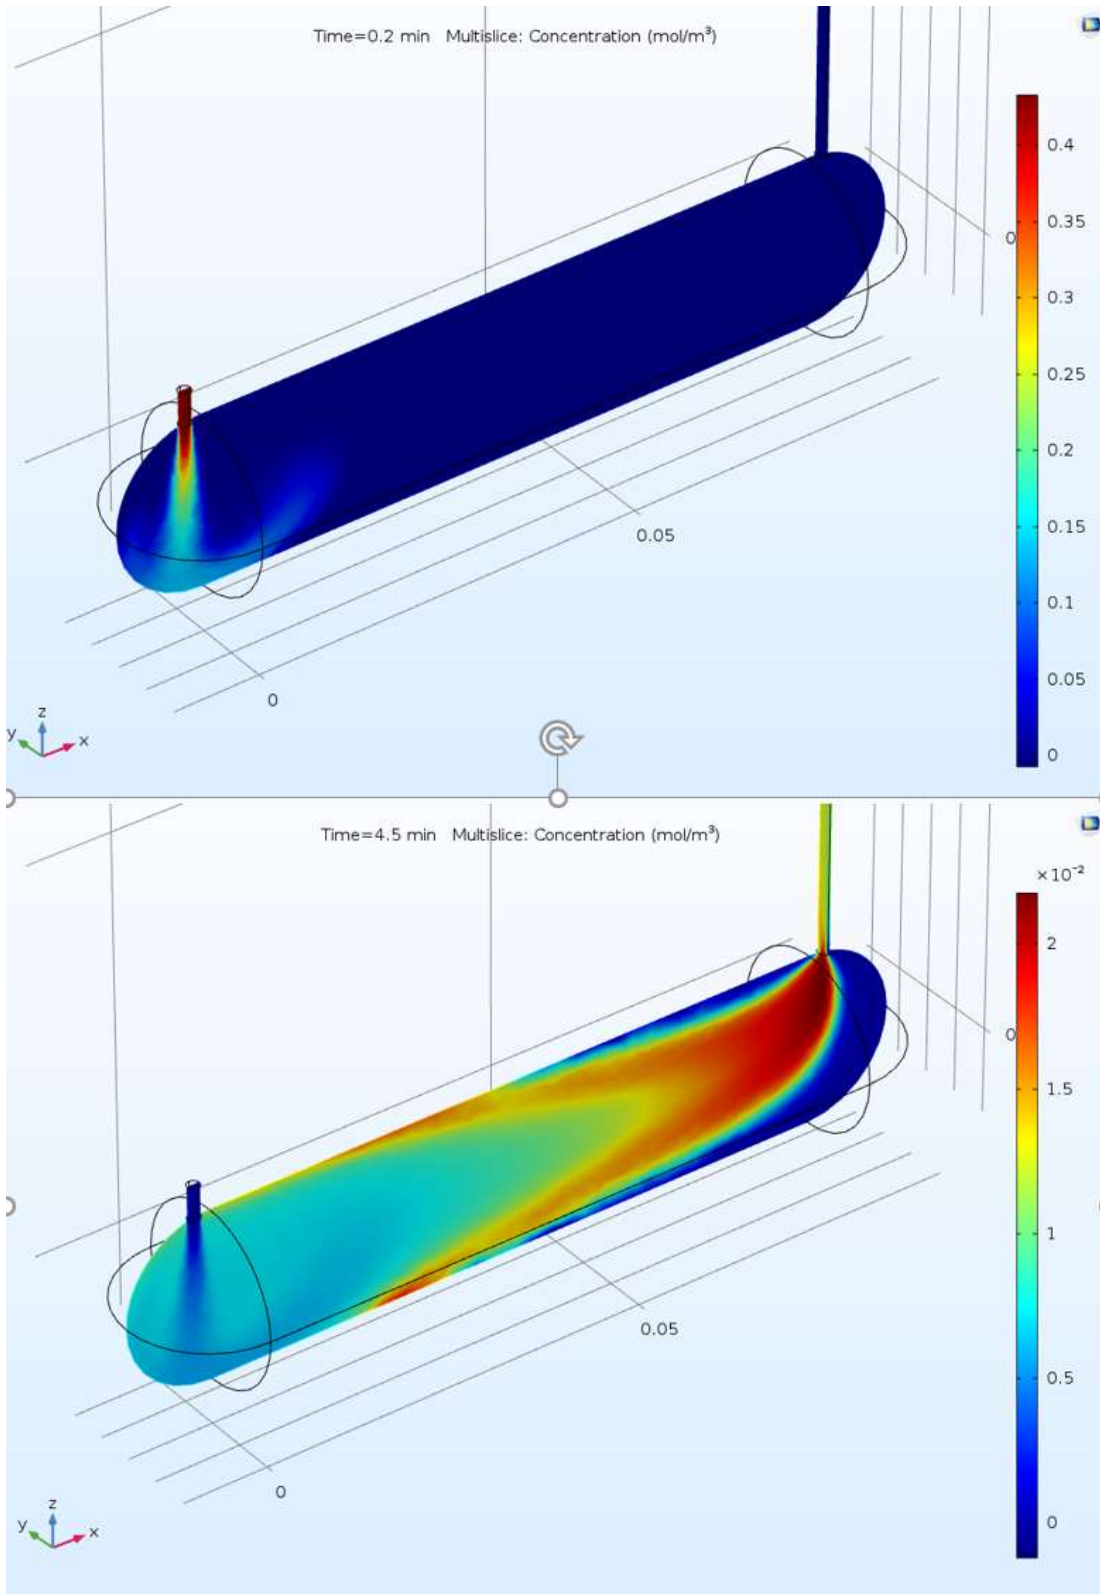 Time=0.2 min Multislice: Concentration (mol/m³)
0.4
0.35
0
0.3
0.25
0.2
0.05
0.15
0.1
0.05
0
z
y
x
0
Time=4.5 min Multislice: Concentration (mol/m³)
×10⁻²
2
0
1.5
1
0.05
0.5
0
0
z
y
x